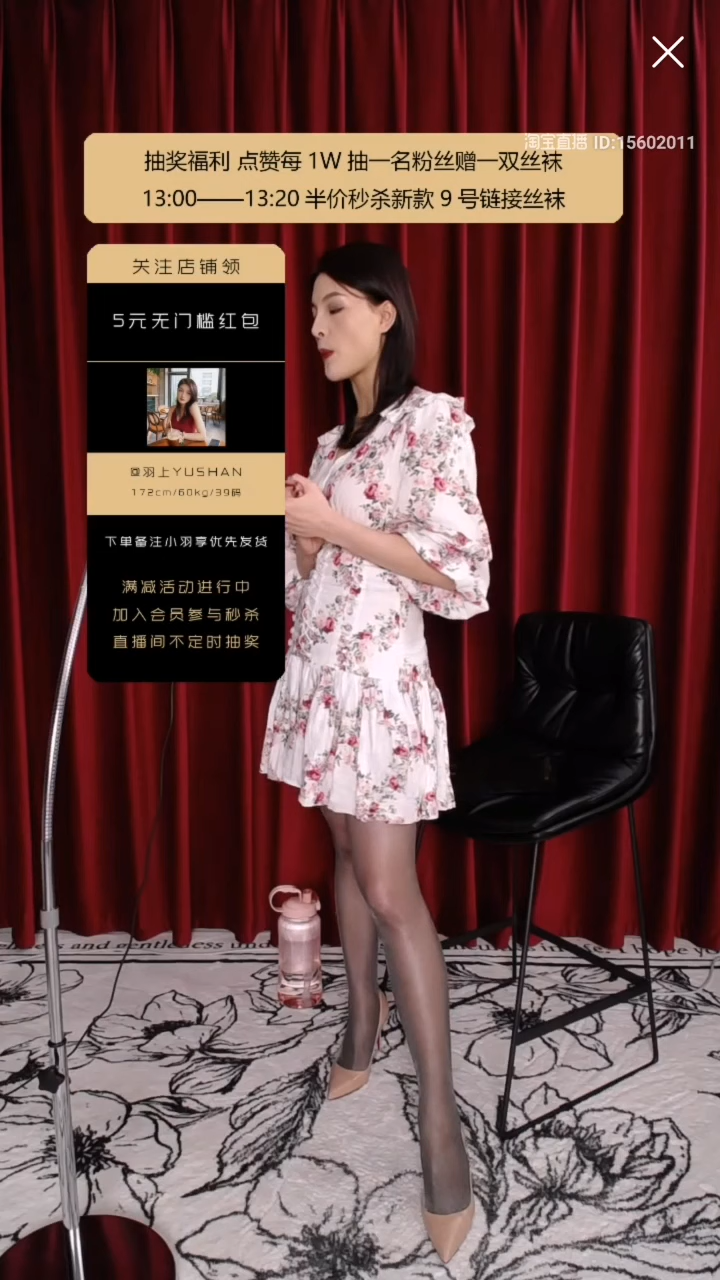 淘宝直播 ID:15602011
抽奖福利 点赞每 1W 抽一名粉丝赠一双丝袜
13:00——13:20 半价秒杀新款 9 号链接丝袜
关注店铺领
5元无门槛红包
@羽上YUSHAN
172cm/60kg/39码
下单备注小羽享优先发货
满减活动进行中
加入会员参与秒杀
直播间不定时抽奖
and gentleness